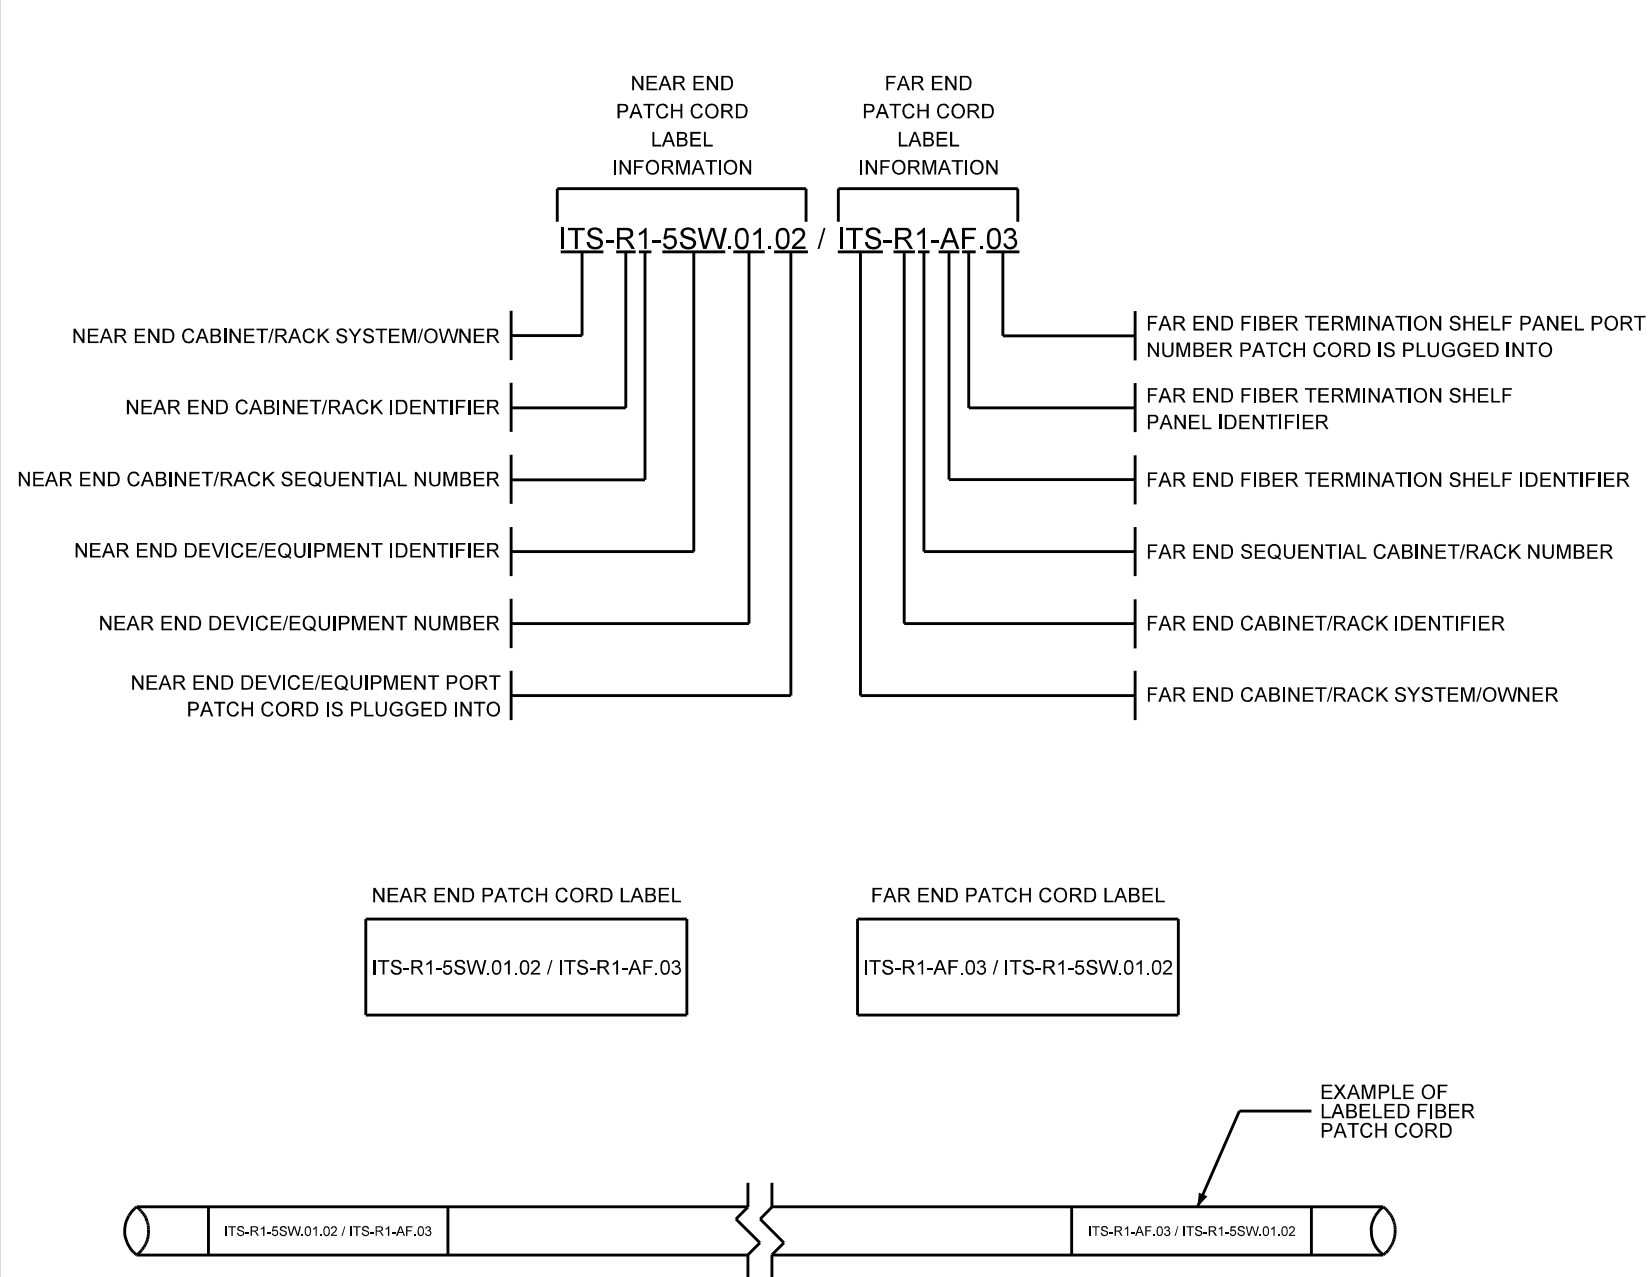 NEAR END
PATCH CORD
LABEL
INFORMATION
FAR END
PATCH CORD
LABEL
INFORMATION
ITS-R1-5SW.01.02 / ITS-R1-AF.03
NEAR END CABINET/RACK SYSTEM/OWNER
NEAR END CABINET/RACK IDENTIFIER
NEAR END CABINET/RACK SEQUENTIAL NUMBER
NEAR END DEVICE/EQUIPMENT IDENTIFIER
NEAR END DEVICE/EQUIPMENT NUMBER
NEAR END DEVICE/EQUIPMENT PORT
PATCH CORD IS PLUGGED INTO
FAR END FIBER TERMINATION SHELF PANEL PORT
NUMBER PATCH CORD IS PLUGGED INTO
FAR END FIBER TERMINATION SHELF
PANEL IDENTIFIER
FAR END FIBER TERMINATION SHELF IDENTIFIER
FAR END SEQUENTIAL CABINET/RACK NUMBER
FAR END CABINET/RACK IDENTIFIER
FAR END CABINET/RACK SYSTEM/OWNER
NEAR END PATCH CORD LABEL
ITS-R1-5SW.01.02 / ITS-R1-AF.03
FAR END PATCH CORD LABEL
ITS-R1-AF.03 / ITS-R1-5SW.01.02
EXAMPLE OF
LABELED FIBER
PATCH CORD
ITS-R1-5SW.01.02 / ITS-R1-AF.03
ITS-R1-AF.03 / ITS-R1-5SW.01.02